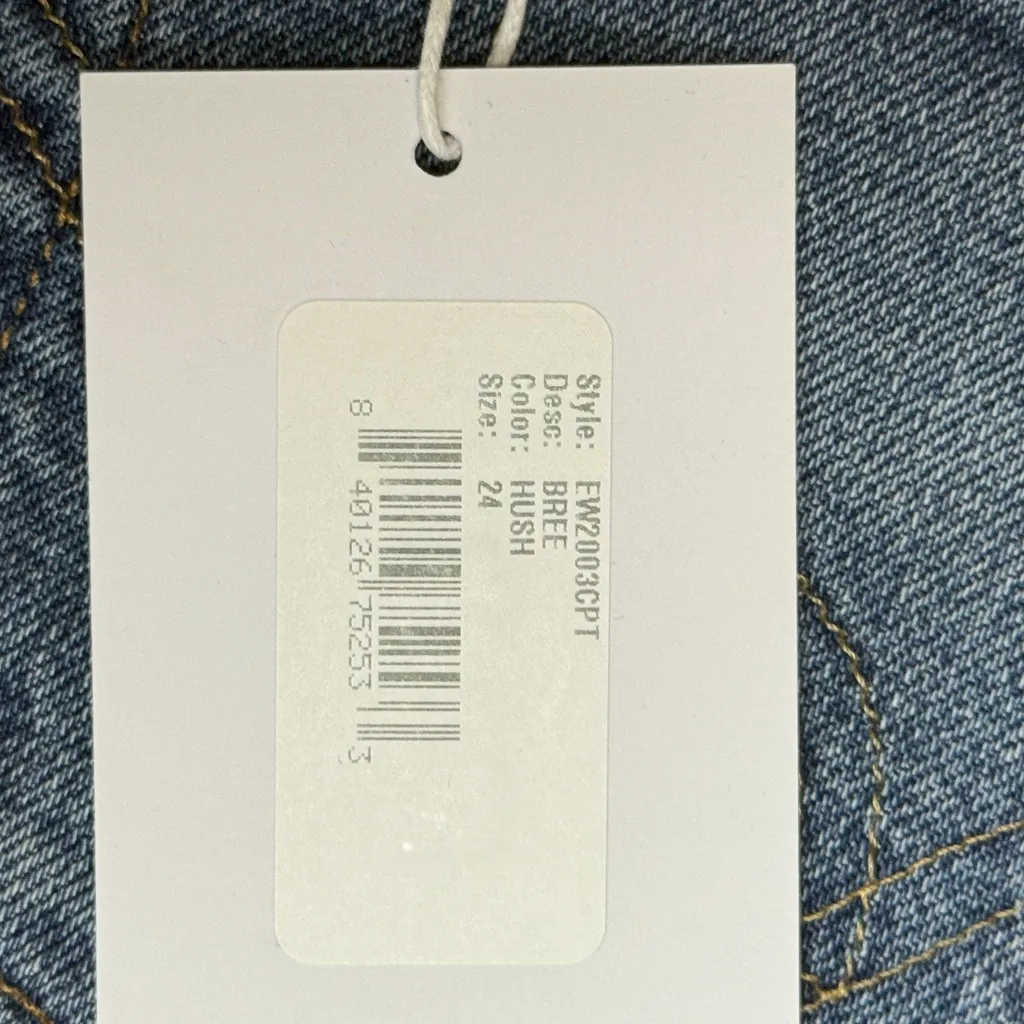 Style: EW2003CPT
Desc: BREE
Color: HUSH
Size: 24
8 40126 75253 3